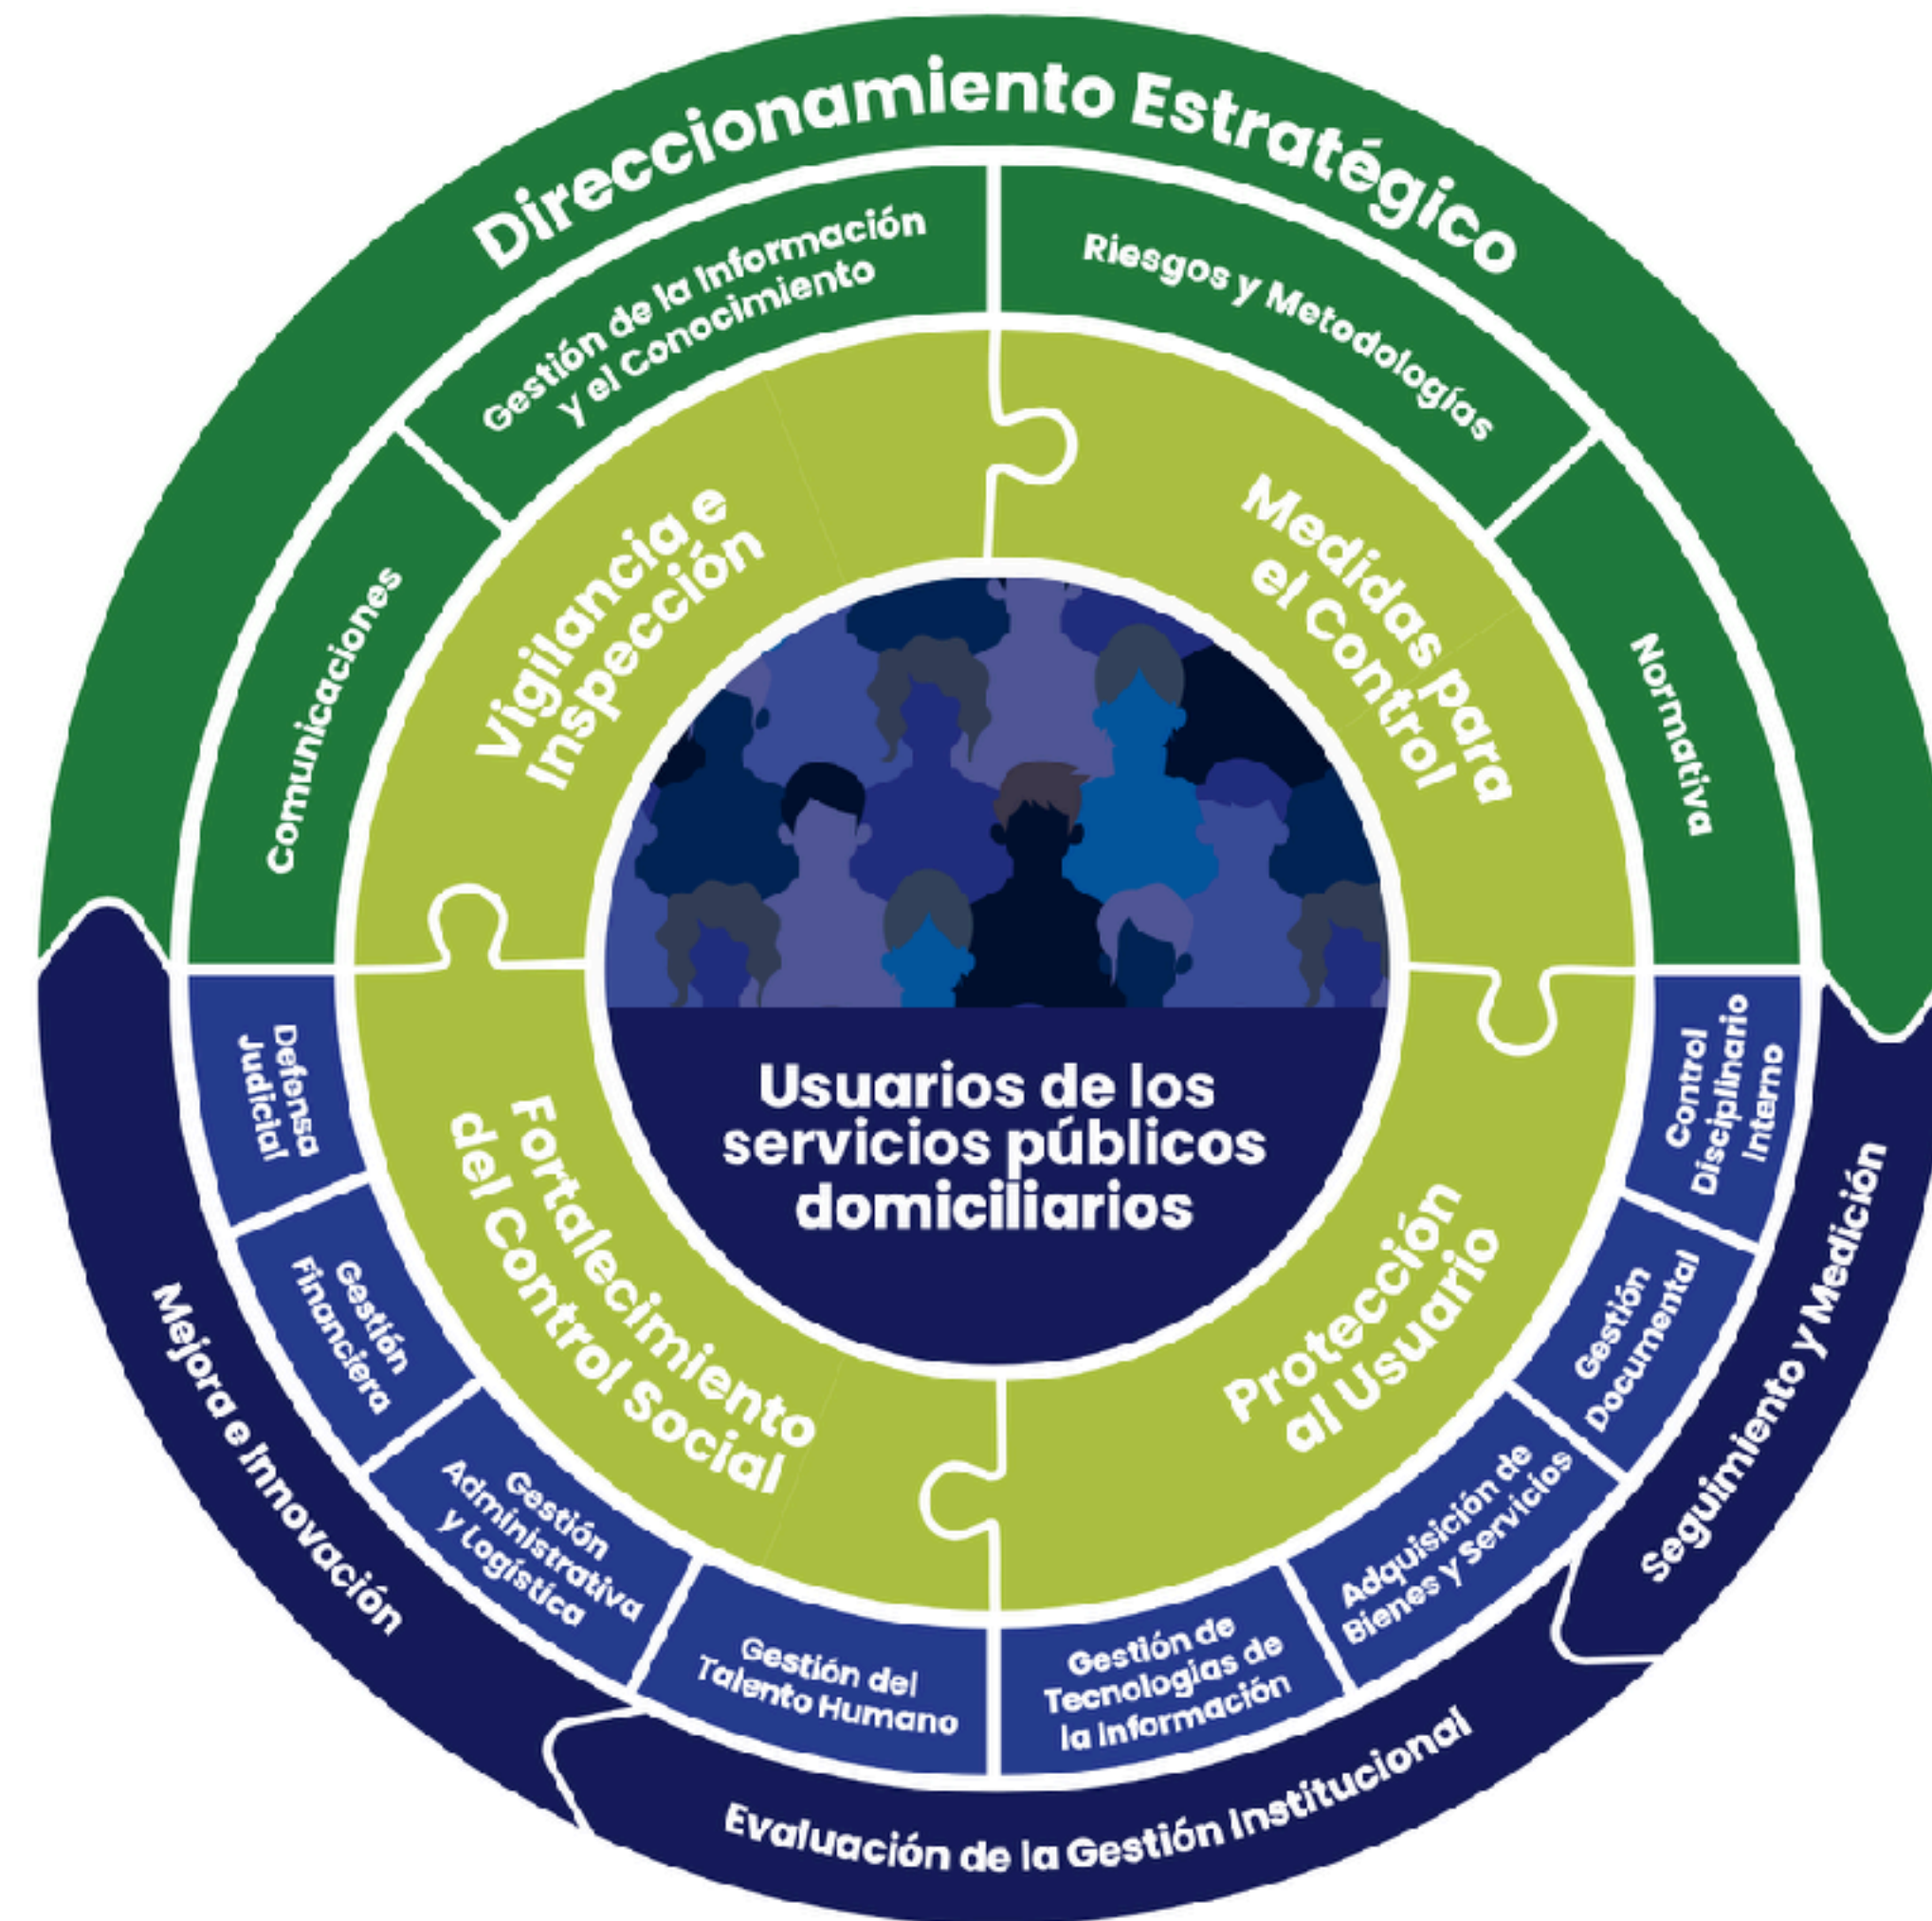 Direccionamiento Estratégico
Gestión de la Información
y el Conocimiento
Riesgos y Metodologías
Comunicaciones
Normativa
Vigilancia e
Inspección
Medidas para
el Control
Usuarios de los
servicios públicos
domiciliarios
Fortalecimiento
del Control Social
Protección
al Usuario
Defensa
Judicial
Gestión
Financiera
Gestión
Administrativa
y Logística
Gestión del
Talento Humano
Gestión de
Tecnologías de
la Información
Adquisición de
Bienes y Servicios
Gestión
Documental
Control
Disciplinario
Interno
Seguimiento y Medición
Evaluación de la Gestión Institucional
Mejora e Innovación